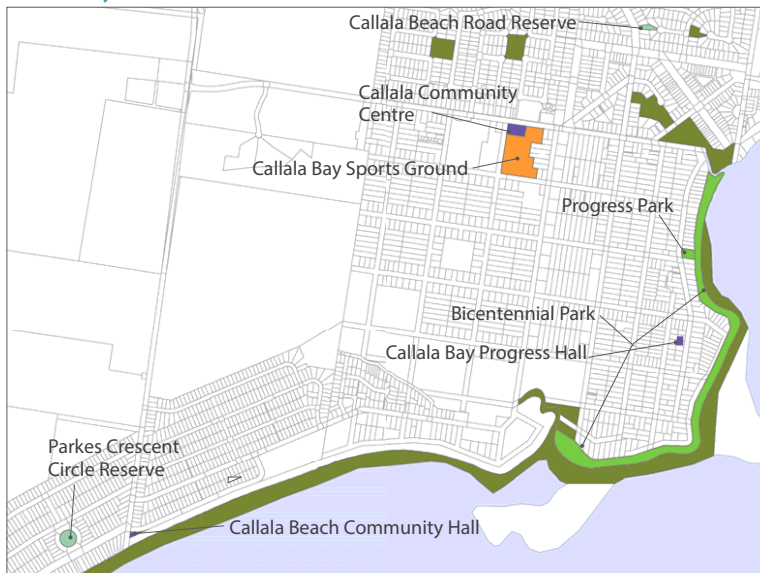 Callala Beach Road Reserve
Callala Community
Centre
Callala Bay Sports Ground
Progress Park
Bicentennial Park
Callala Bay Progress Hall
Parkes Crescent
Circle Reserve
Callala Beach Community Hall